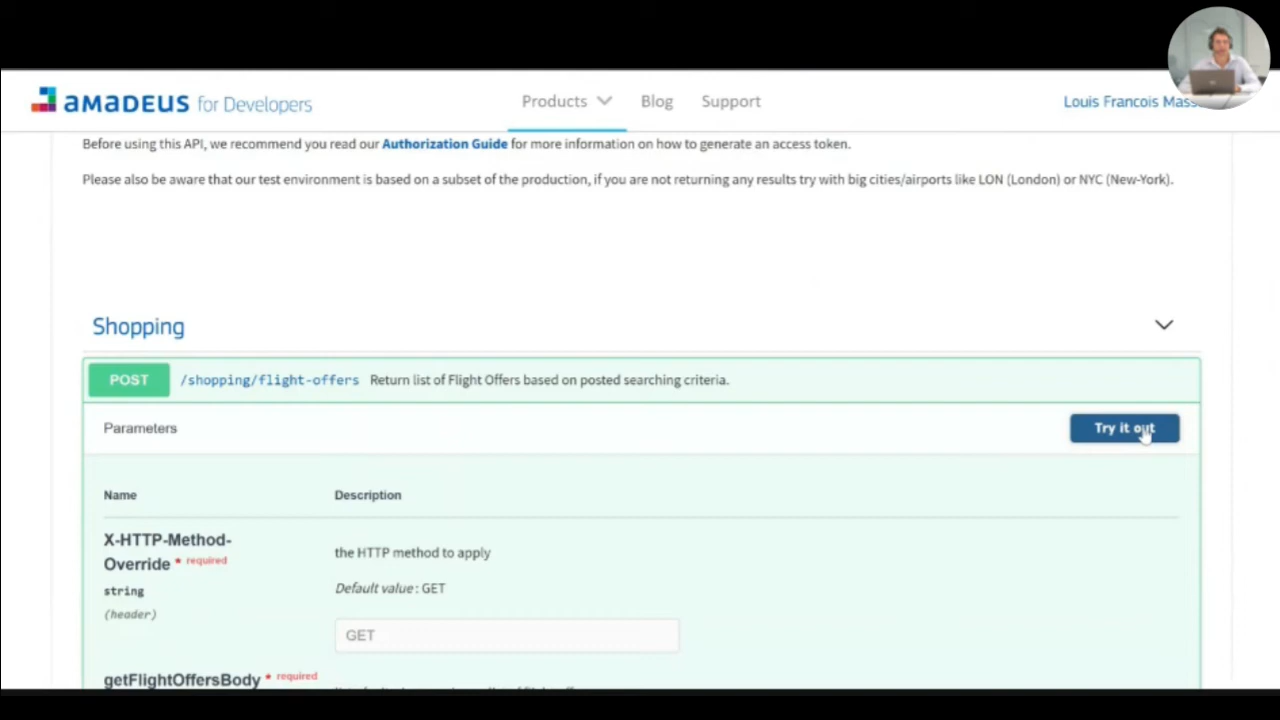 amadeus for Developers
Products
Blog
Support
Louis Francois Mass
Before using this API, we recommend you read our Authorization Guide for more information on how to generate an access token.
Please also be aware that our test environment is based on a subset of the production, if you are not returning any results try with big cities/airports like LON (London) or NYC (New-York).
Shopping
POST /shopping/flight-offers Return list of Flight Offers based on posted searching criteria.
Parameters
Try it out
Name
Description
X-HTTP-Method-
Override * required
string
(header)
the HTTP method to apply
Default value : GET
GET
getFlightOffersBody * required